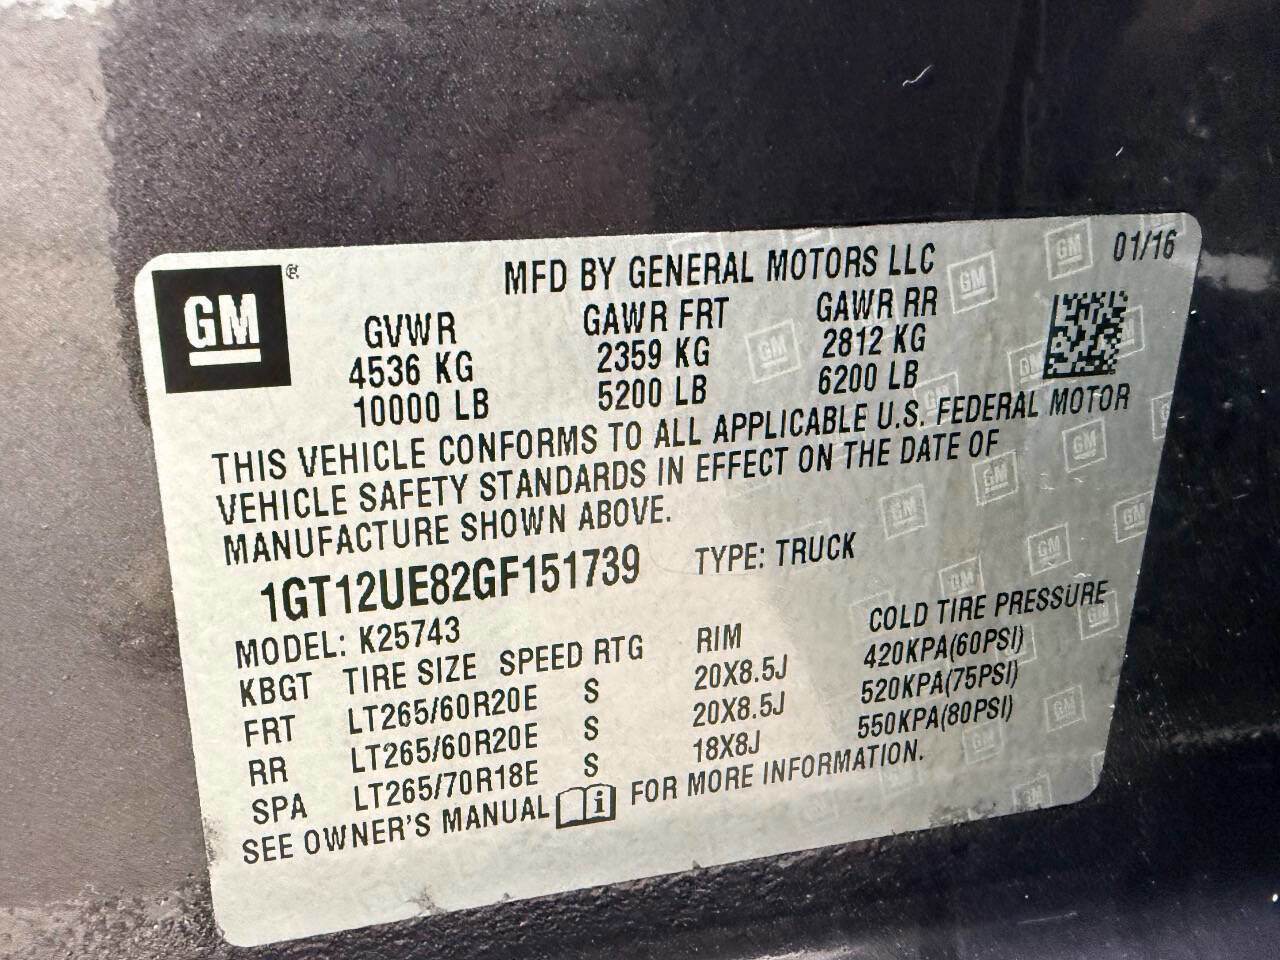 GM
MFD BY GENERAL MOTORS LLC 01/16
GVWR GAWR FRT GAWR RR
4536 KG 2359 KG 2812 KG
10000 LB 5200 LB 6200 LB
THIS VEHICLE CONFORMS TO ALL APPLICABLE U.S. FEDERAL MOTOR
VEHICLE SAFETY STANDARDS IN EFFECT ON THE DATE OF
MANUFACTURE SHOWN ABOVE.
1GT12UE82GF151739 TYPE: TRUCK
MODEL: K25743
KBGT TIRE SIZE SPEED RTG RIM COLD TIRE PRESSURE
FRT LT265/60R20E S 20X8.5J 420KPA(60PSI)
RR LT265/60R20E S 20X8.5J 520KPA(75PSI)
SPA LT265/70R18E S 18X8J 550KPA(80PSI)
SEE OWNER'S MANUAL i FOR MORE INFORMATION.